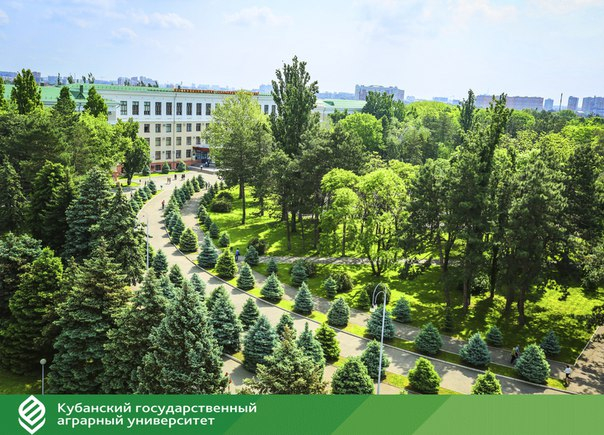 Кубанский государственный
аграрный университет